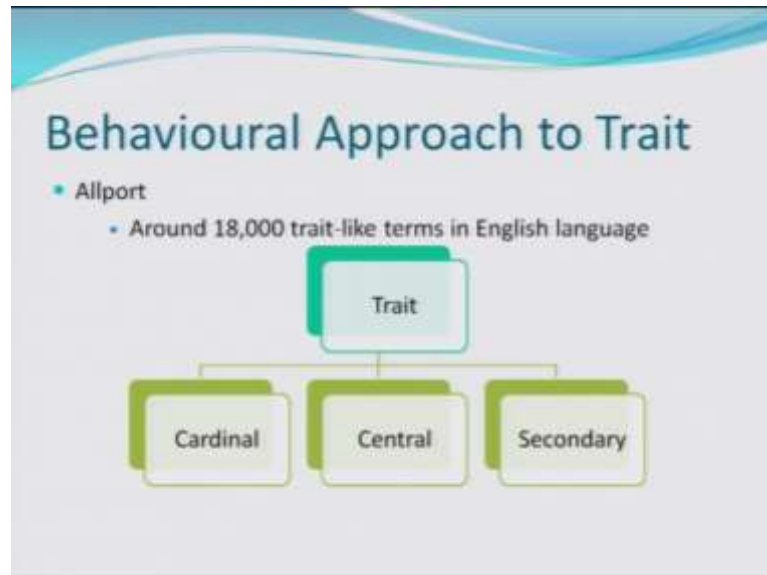 Behavioural Approach to Trait
• Allport
• Around 18,000 trait-like terms in English language
Trait
Cardinal
Central
Secondary